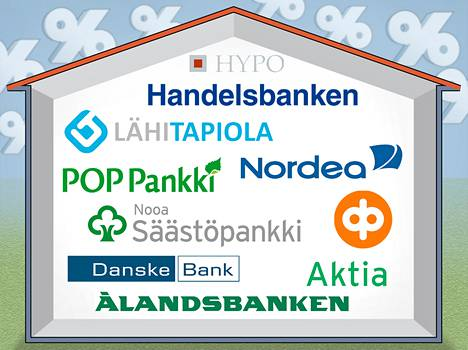 % % % %
HYPO
Handelsbanken
LÄHITAPIOLA
Nordea
POP Pankki
Nooa
Säästöpankki
Danske Bank
Aktia
ÅLANDSBANKEN